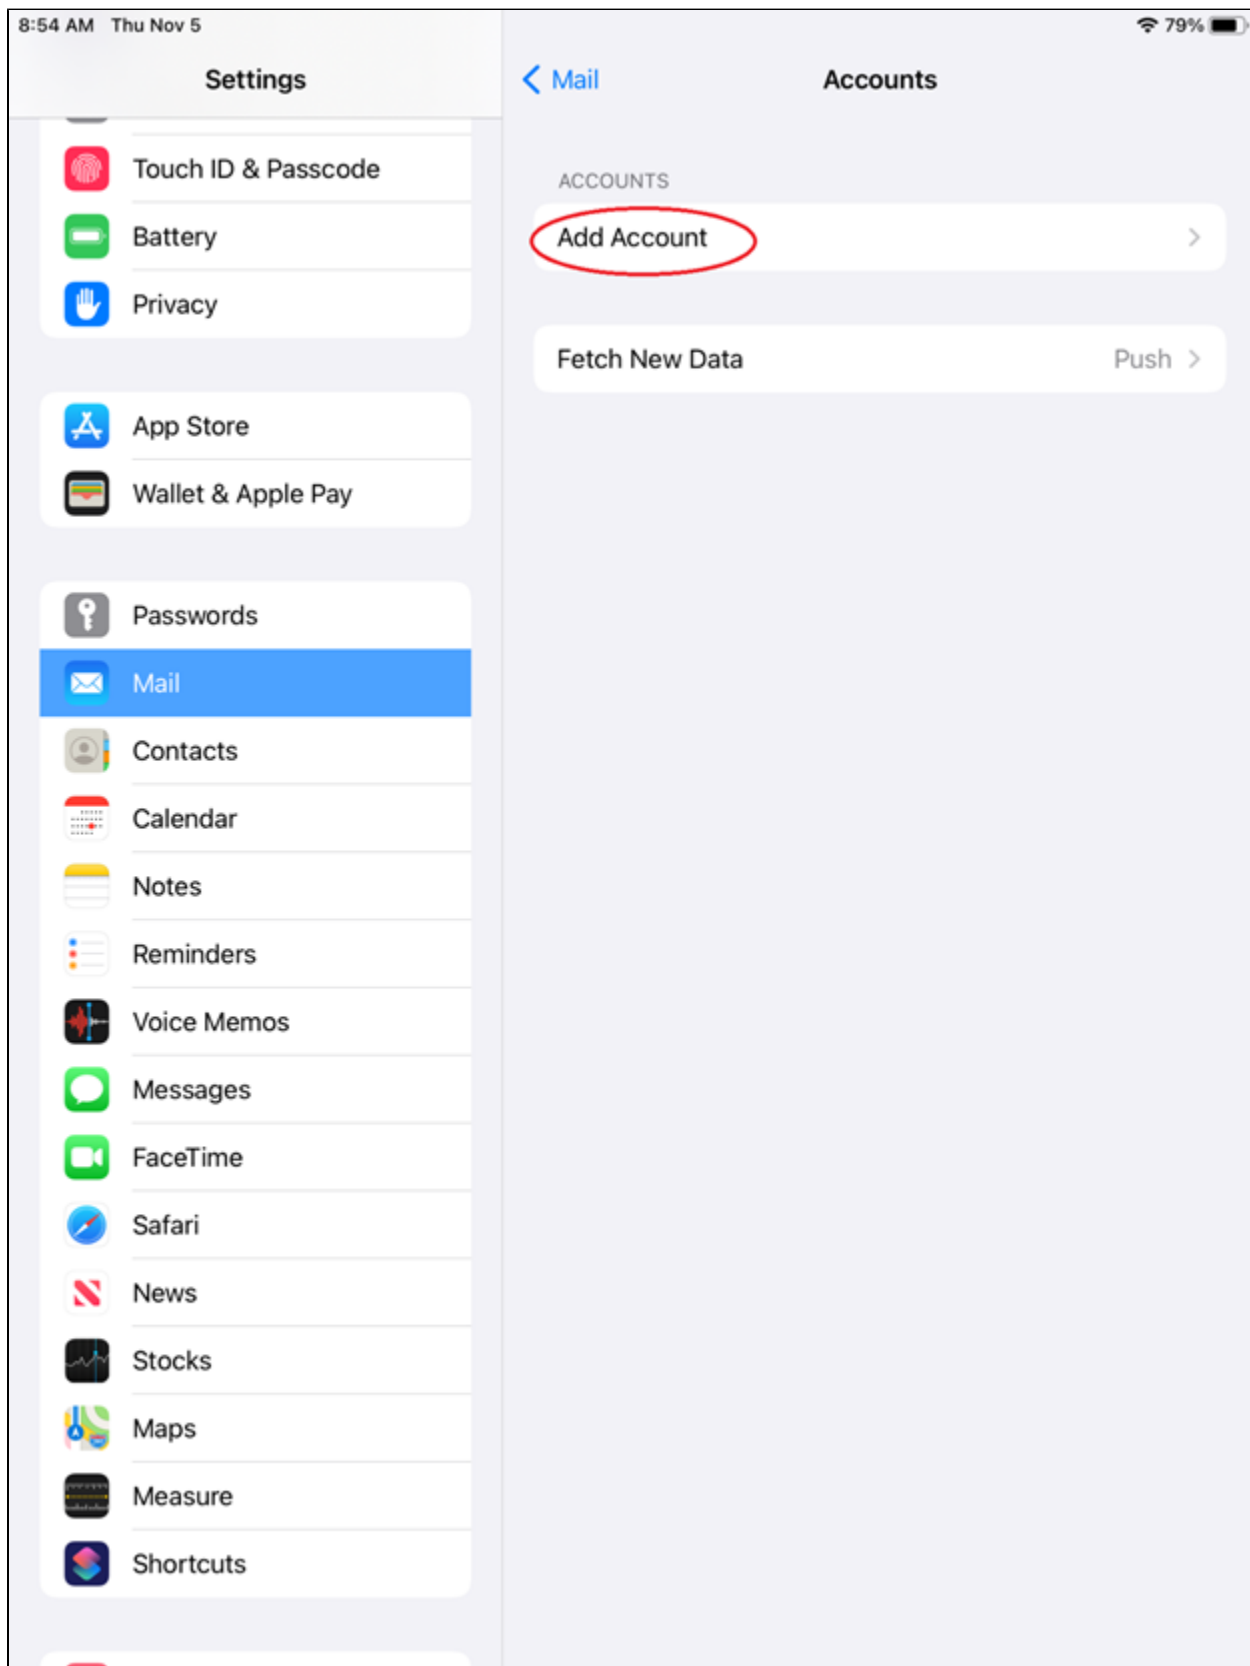 8:54 AM Thu Nov 5
79%
Settings
Touch ID & Passcode
Battery
Privacy
App Store
Wallet & Apple Pay
Passwords
Mail
Contacts
Calendar
Notes
Reminders
Voice Memos
Messages
FaceTime
Safari
News
Stocks
Maps
Measure
Shortcuts
Mail
Accounts
ACCOUNTS
Add Account
Fetch New Data
Push